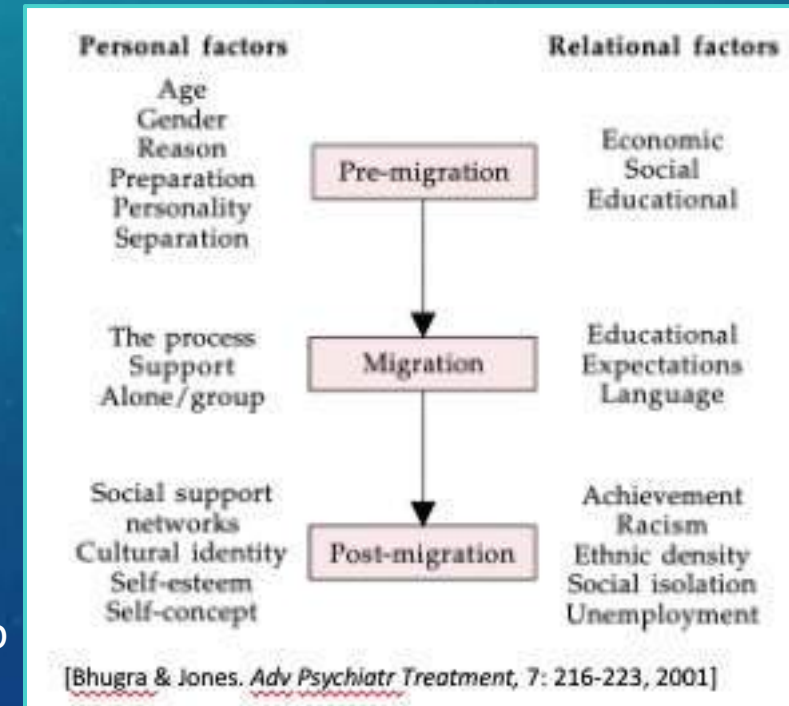 Personal factors
Age
Gender
Reason
Preparation
Personality
Separation
Pre-migration
Relational factors
Economic
Social
Educational
The process
Support
Alone/group
Migration
Educational
Expectations
Language
Social support
networks
Cultural identity
Self-esteem
Self-concept
Post-migration
Achievement
Racism
Ethnic density
Social isolation
Unemployment
[Bhugra & Jones. Adv Psychiatr Treatment, 7: 216-223, 2001]